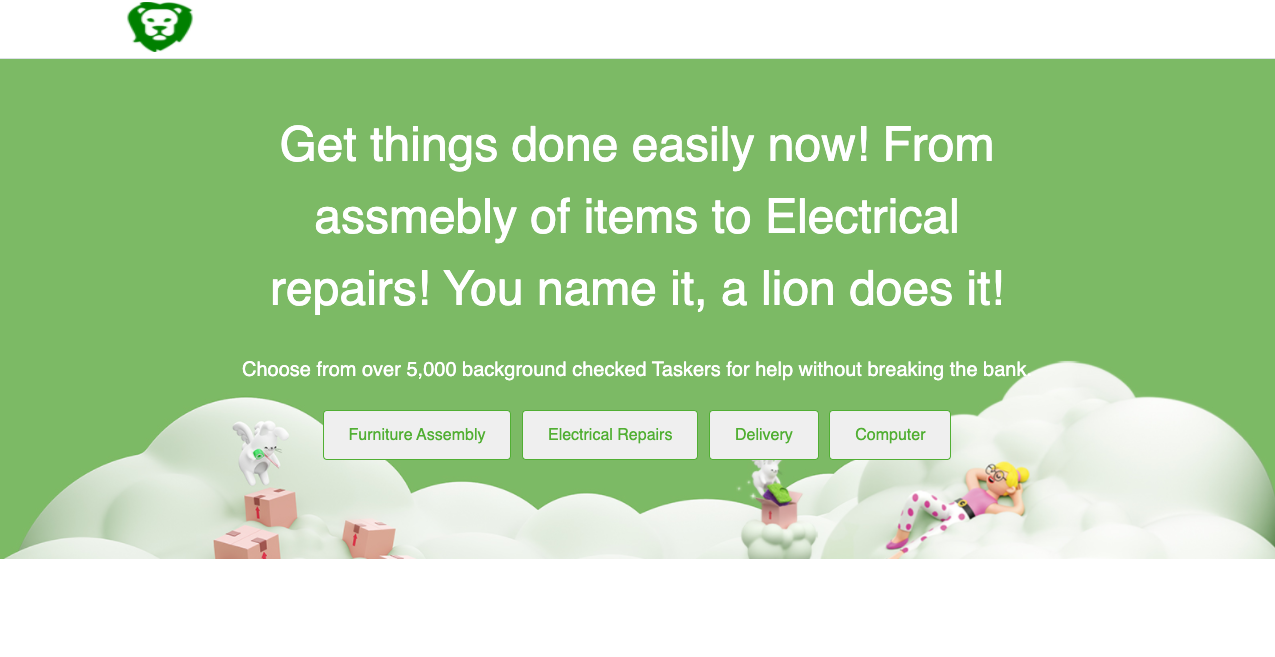 Get things done easily now! From
assmebly of items to Electrical
repairs! You name it, a lion does it!
Choose from over 5,000 background checked Taskers for help without breaking the bank.
Furniture Assembly
Electrical Repairs
Delivery
Computer